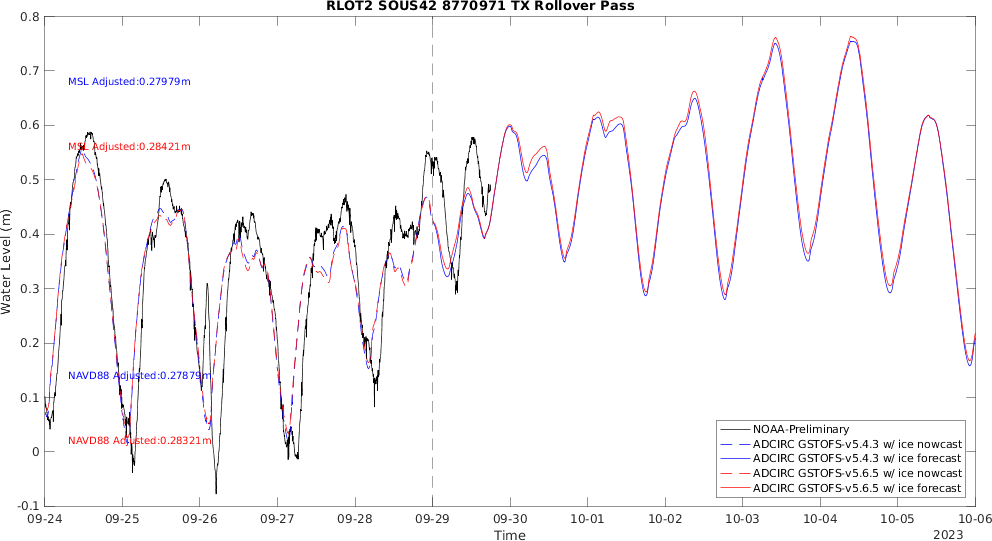 RLOT2 SOUS42 8770971 TX Rollover Pass
0.8
0.7
0.6
0.5
0.4
0.3
0.2
0.1
0
-0.1
Water Level (m)
MSL Adjusted:0.27979m
MSL Adjusted:0.28421m
NAVD88 Adjusted:0.27879m
NAVD88 Adjusted:0.28321m
NOAA-Preliminary
ADCIRC GSTOFS-v5.4.3 w/ ice nowcast
ADCIRC GSTOFS-v5.4.3 w/ ice forecast
ADCIRC GSTOFS-v5.6.5 w/ ice nowcast
ADCIRC GSTOFS-v5.6.5 w/ ice forecast
09-24 09-25 09-26 09-27 09-28 09-29 09-30 10-01 10-02 10-03 10-04 10-05 10-06
Time
2023